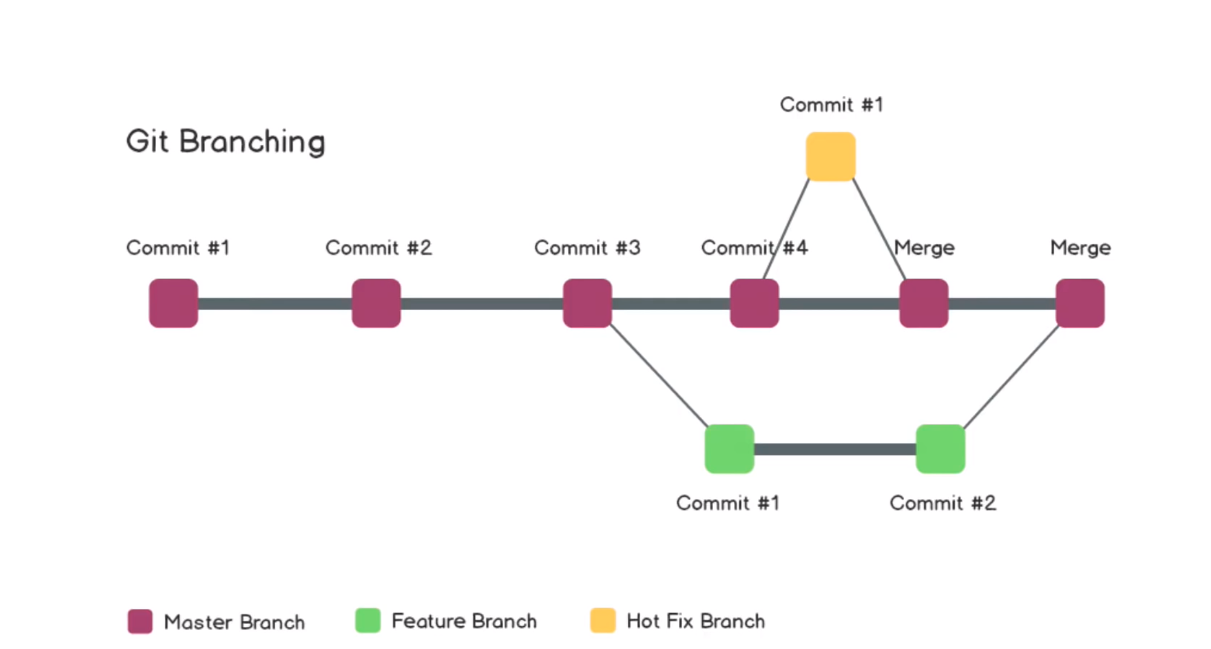 Commit #1
Git Branching
Commit #1
Commit #2
Commit #3
Commit #4
Merge
Merge
Commit #1
Commit #2
Master Branch
Feature Branch
Hot Fix Branch